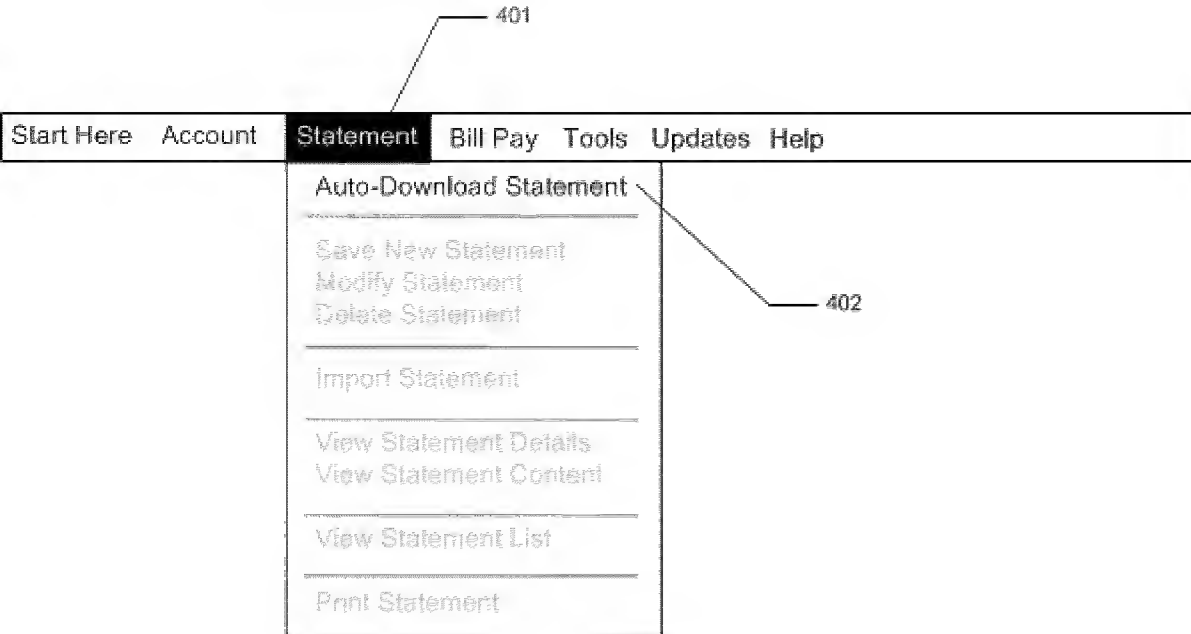 401
Start Here Account Statement Bill Pay Tools Updates Help
Auto-Download Statement
402
Save New Statement
Modify Statement
Delete Statement
Import Statement
View Statement Details
View Statement Content
View Statement List
Print Statement